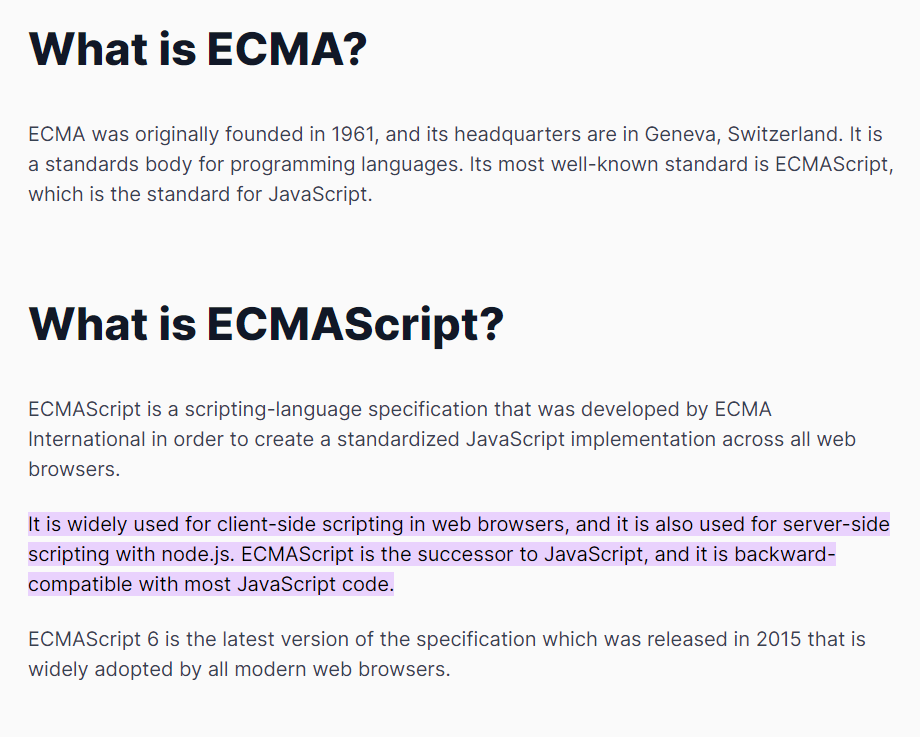 What is ECMA?
ECMA was originally founded in 1961, and its headquarters are in Geneva, Switzerland. It is
a standards body for programming languages. Its most well-known standard is ECMAScript,
which is the standard for JavaScript.
What is ECMAScript?
ECMAScript is a scripting-language specification that was developed by ECMA
International in order to create a standardized JavaScript implementation across all web
browsers.
It is widely used for client-side scripting in web browsers, and it is also used for server-side
scripting with node.js. ECMAScript is the successor to JavaScript, and it is backward-
compatible with most JavaScript code.
ECMAScript 6 is the latest version of the specification which was released in 2015 that is
widely adopted by all modern web browsers.